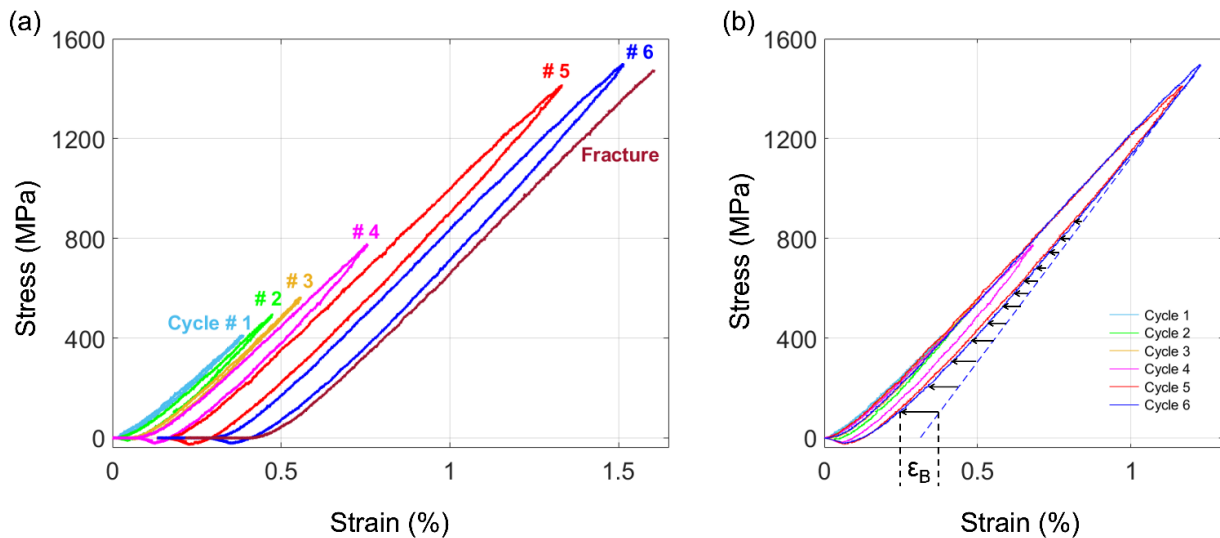 (a)
1600
1200
800
400
0
Stress (MPa)
0
0.5
1
1.5
Strain (%)
Cycle # 1
# 2
# 3
# 4
# 5
# 6
Fracture
(b)
1600
1200
800
400
0
Stress (MPa)
0
0.5
1
Strain (%)
εB
Cycle 1
Cycle 2
Cycle 3
Cycle 4
Cycle 5
Cycle 6